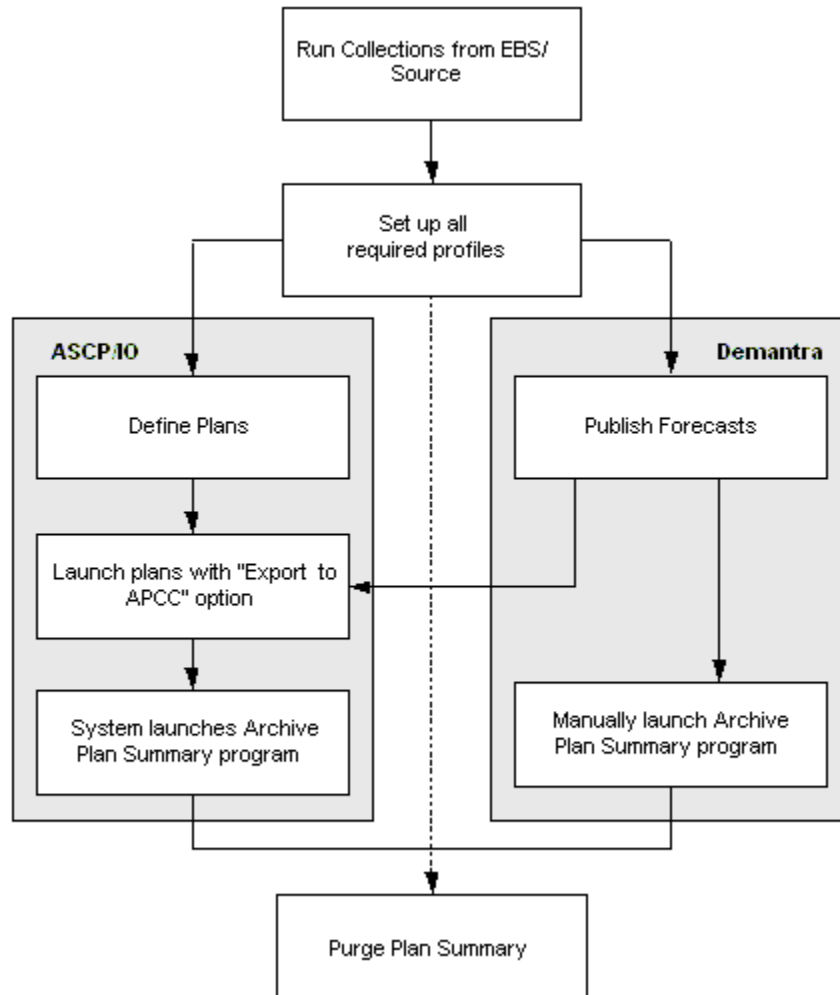 Run Collections from EBS/
Source
Set up all
required profiles
ASCP/IO
Demantra
Define Plans
Publish Forecasts
Launch plans with "Export to
APCC" option
System launches Archive
Plan Summary program
Manually launch Archive
Plan Summary program
Purge Plan Summary